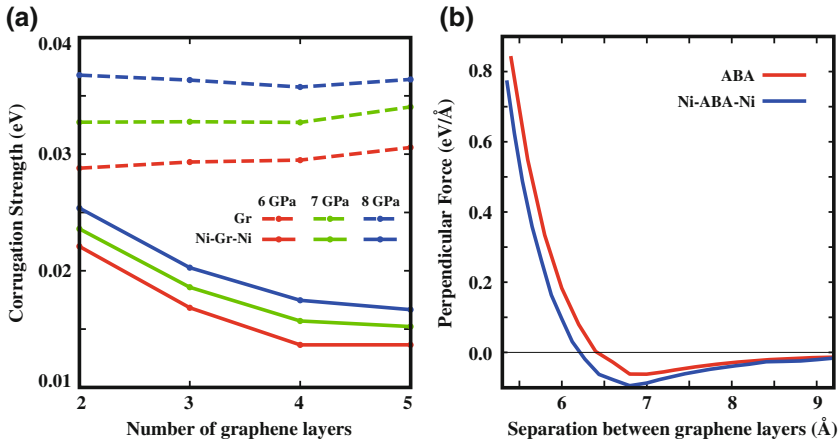 (a)
0.04
0.03
0.02
0.01
Corrugation Strength (eV)
6 GPa 7 GPa 8 GPa
Gr
Ni-Gr-Ni
2 3 4 5
Number of graphene layers
(b)
0.8
0.6
0.4
0.2
0.0
Perpendicular Force (eV/Å)
ABA
Ni-ABA-Ni
6 7 8 9
Separation between graphene layers (Å)